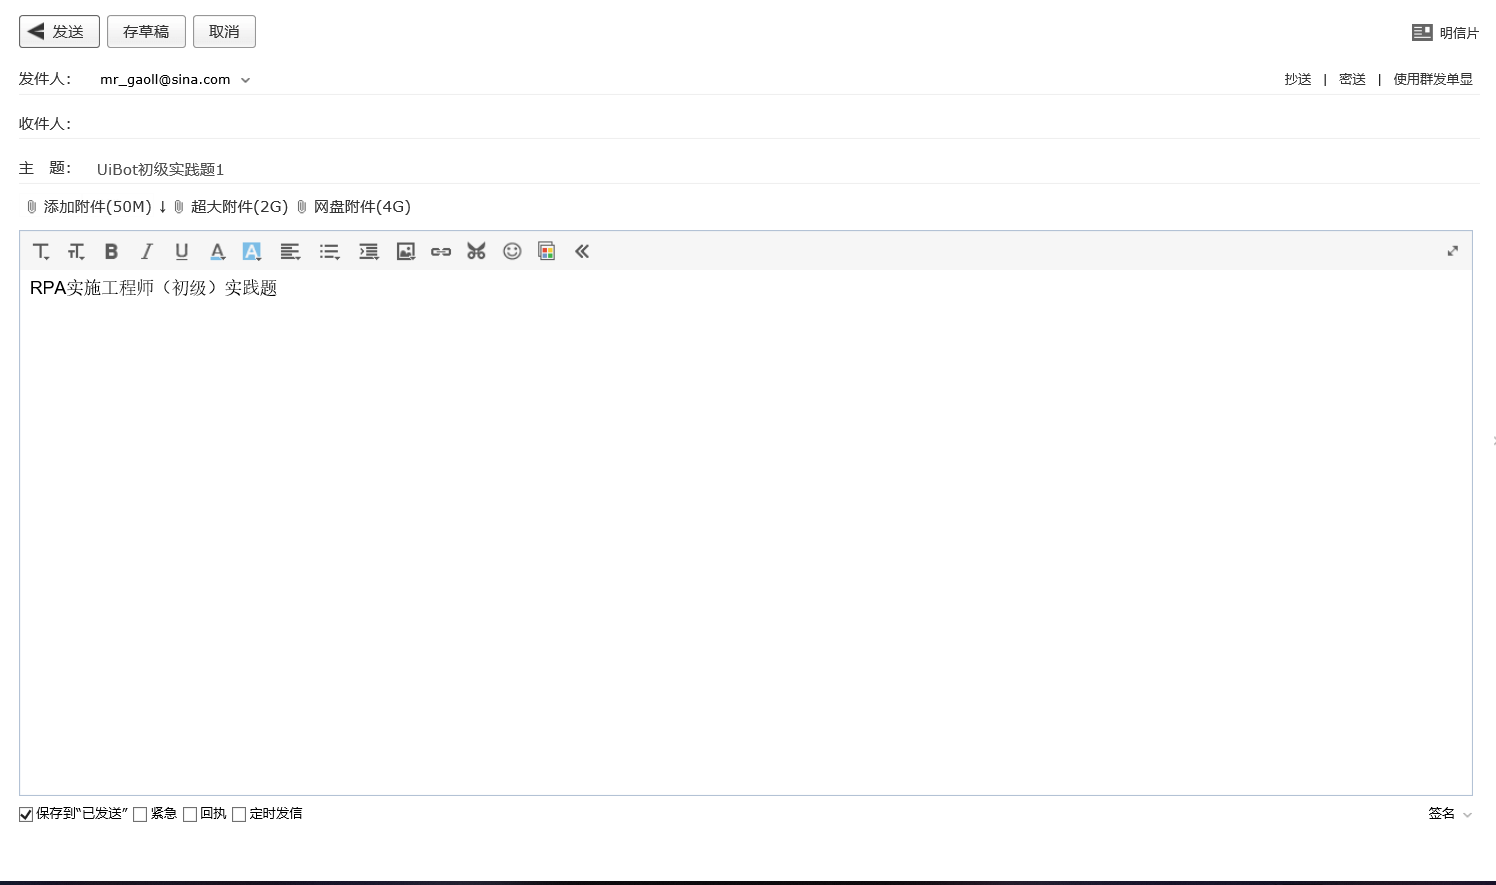 发送 存草稿 取消 明信片
发件人： mr_gaoll@sina.com 抄送 | 密送 | 使用群发单显
收件人：
主 题： UiBot初级实践题1
添加附件(50M) ↓ 超大附件(2G) 网盘附件(4G)
RPA实施工程师（初级）实践题
保存到“已发送” 紧急 回执 定时发信 签名